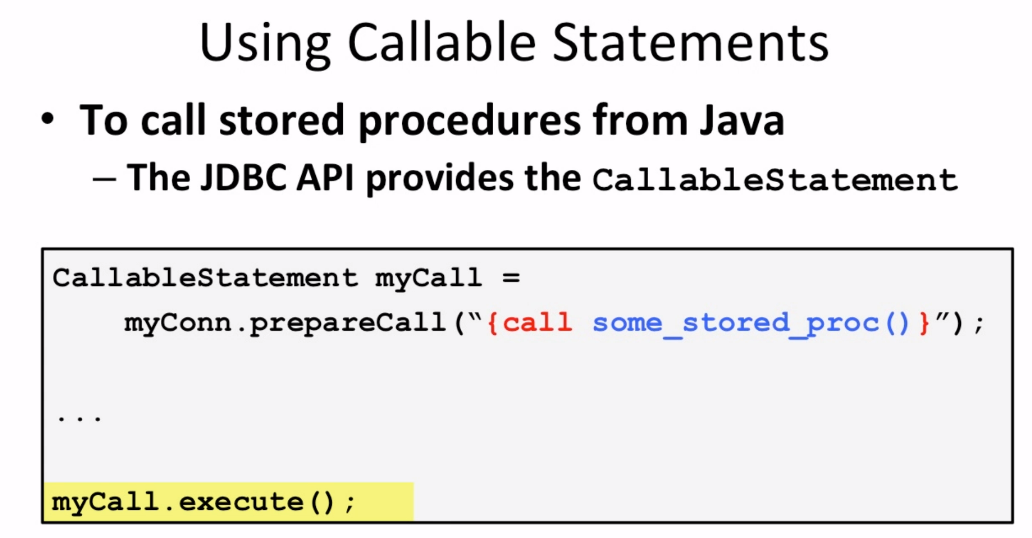 Using Callable Statements
• To call stored procedures from Java
– The JDBC API provides the CallableStatement
CallableStatement myCall =
myConn.prepareCall(“{call some_stored_proc()}”);
...
myCall.execute();